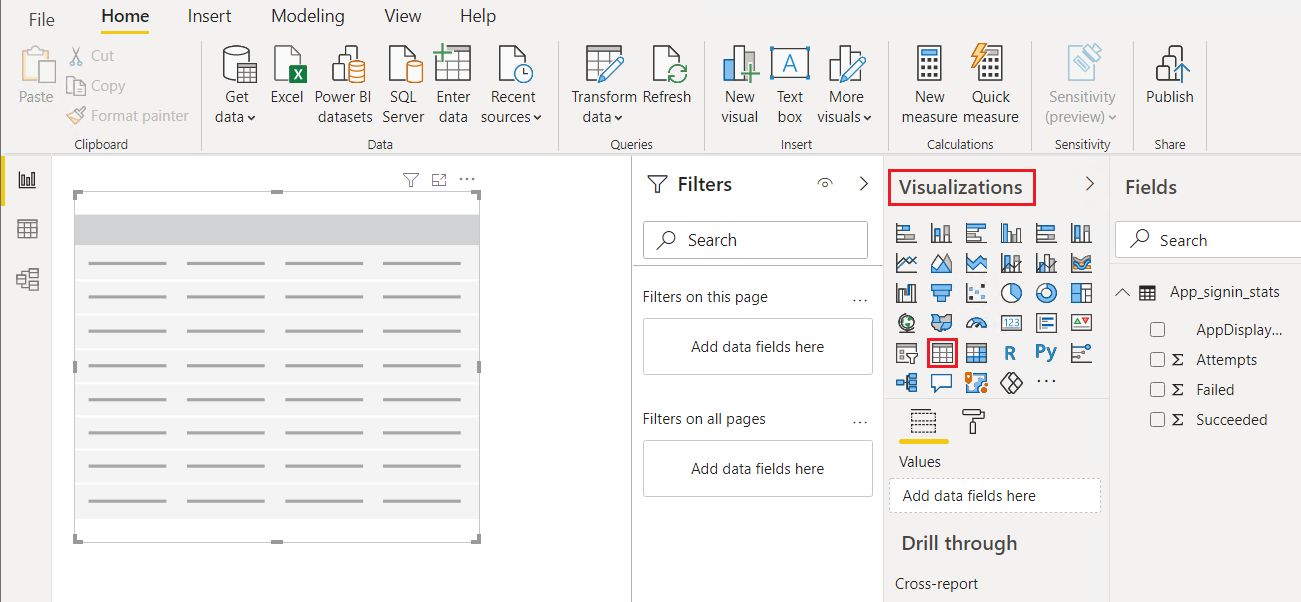 File Home Insert Modeling View Help
Paste
Cut
Copy
Format painter
Get
data
Excel
Power BI
datasets
SQL
Server
Enter
data
Recent
sources
Transform
data
Refresh
New
visual
Text
box
More
visuals
New
measure
Quick
measure
Sensitivity
(preview)
Publish
Clipboard Data Queries Insert Calculations Sensitivity Share
Filters
Search
Filters on this page ...
Add data fields here
Filters on all pages ...
Add data fields here
Visualizations
123
R Py
...
Values
Add data fields here
Drill through
Cross-report
Fields
Search
App_signin_stats
AppDisplay...
Σ Attempts
Σ Failed
Σ Succeeded